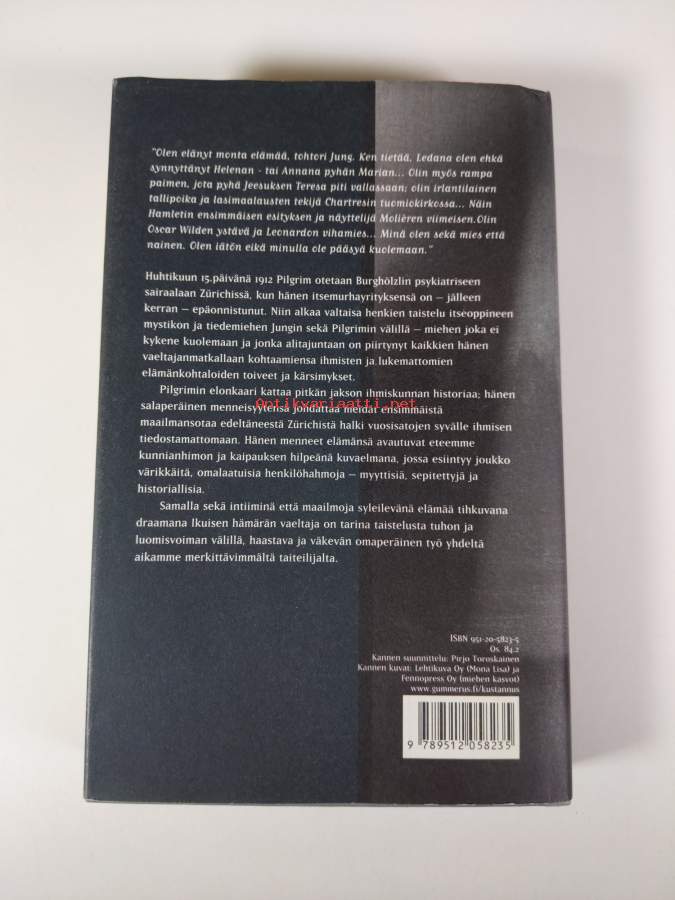 "Olen elänyt monta elämää, tohtori Jung. Ken tietää, Ledana olen ehkä
synnyttänyt Helenan - tai Annana pyhän Marian... Olin myös rampa
paimen, jota pyhä Jeesuksen Teresa piti vallassaan; olin irlantilainen
tallipoika ja lasimaalausten tekijä Chartresin tuomiokirkossa... Näin
Hamletin ensimmäisen esityksen ja näyttelijä Molièren viimeisen.Olin
Oscar Wilden ystävä ja Leonardon vihamies... Minä olen sekä mies että
nainen. Olen iätön eikä minulla ole pääsyä kuolemaan."
Huhtikuun 15.päivänä 1912 Pilgrim otetaan Burghölzlin psykiatriseen
sairaalaan Zürichissä, kun hänen itsemurhayrityksensä on – jälleen
kerran – epäonnistunut. Niin alkaa valtaisa henkien taistelu itseoppineen
mystikon ja tiedemiehen Jungin sekä Pilgrimin välillä – miehen joka ei
kykene kuolemaan ja jonka alitajuntaan on piirtynyt kaikkien hänen
vaeltajanmatkallaan kohtaamiensa ihmisten ja lukemattomien
elämänkohtaloiden toiveet ja kärsimykset.
Pilgrimin elonkaari kattaa pitkän jakson ihmiskunnan historiaa; hänen
salaperäinen menneisyytensä johdattaa meidät ensimmäistä
Antikvariaatti.net
maailmansotaa edeltäneestä Zürichistä halki vuosisatojen syvälle ihmisen
tiedostamattomaan. Hänen menneet elämänsä avautuvat eteemme
kunnianhimon ja kaipauksen hilpeänä kuvaelmana, jossa esiintyy joukko
värikkäitä, omalaatuisia henkilöhahmoja – myyttisiä, sepitettyjä ja
historiallisia.
Samalla sekä intiiminä että maailmoja syleilevänä elämää tihkuvana
draamana Ikuisen hämärän vaeltaja on tarina taistelusta tuhon ja
luomisvoiman välillä, haastava ja väkevän omaperäinen työ yhdeltä
aikamme merkittävimmältä taiteilijalta.
ISBN 951-20-5823-5
Os. 84.2
Kannen suunnittelu: Pirjo Toroskainen
Kannen kuvat: Lehtikuva Oy (Mona Lisa) ja
Fennopress Oy (miehen kasvot)
www.gummerus.fi/kustannus
9 789512 058235